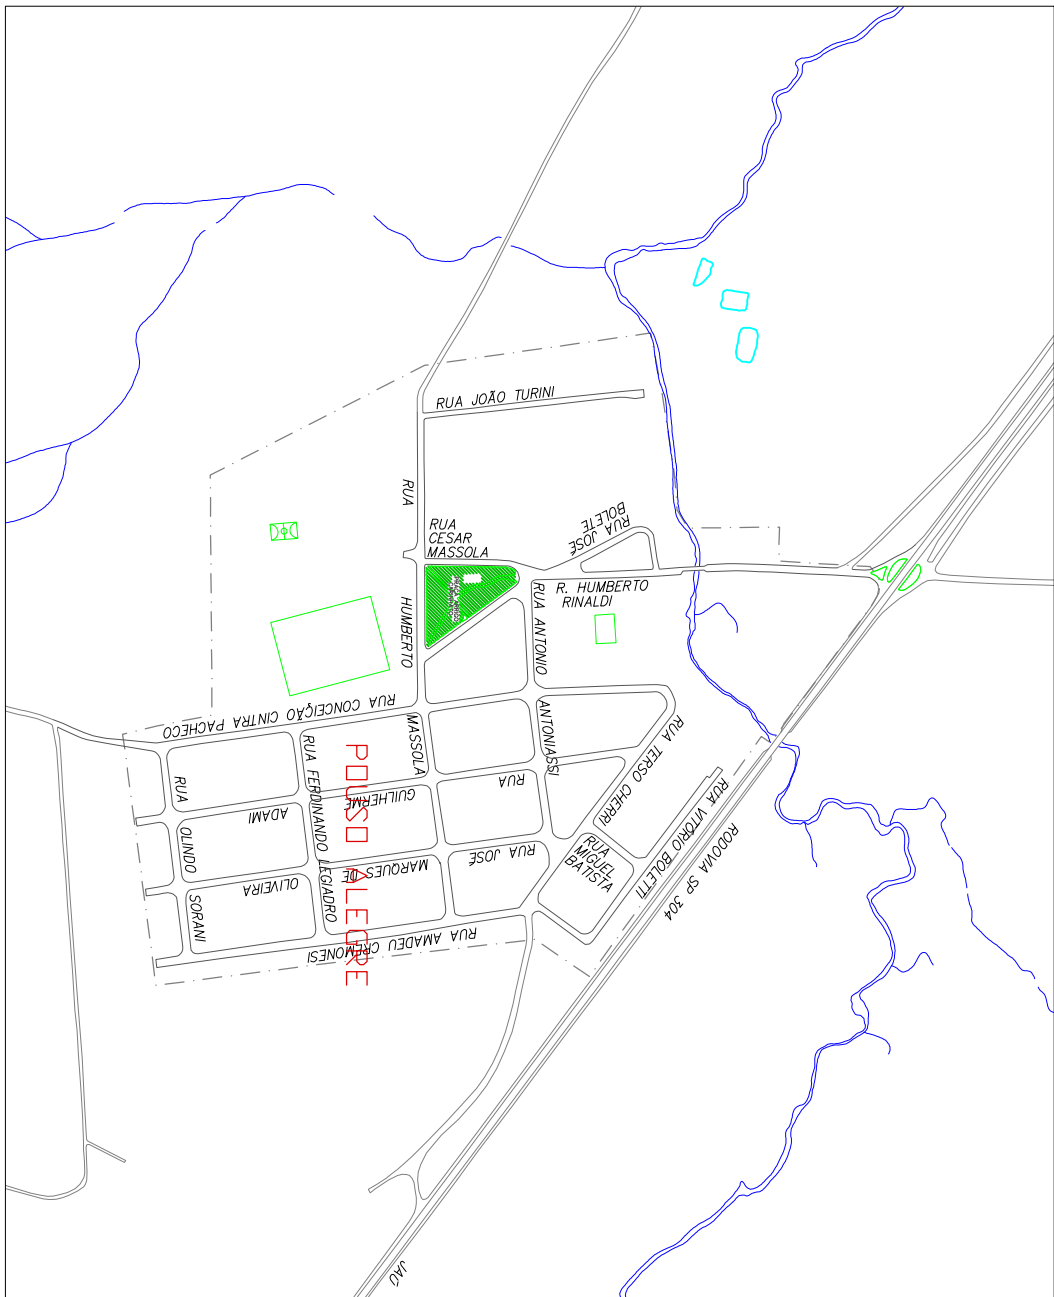 RUA JOÃO TURINI
RUA
RUA
CESAR
MASSOLA
RUA JOSÉ
BOLETE
R. HUMBERTO
RINALDI
HUMBERTO
RUA ANTONIO
RUA CONCEIÇÃO CINTRA PACHECO
MASSOLA
ANTONIASSI
RUA TERSO CHERRI
RUA VITÓRIO BOLETTI
RODOVIA SP 304
RUA FERDINANDO LEGIADRO
POUSO ALEGRE
RUA
GUILHERME
ADAMI
RUA
OLINDO
SORANI
RUA JOSÉ
MARQUES DE
OLIVEIRA
RUA
MIGUEL
BATISTA
RUA AMADEU CREMONESI
JAÚ